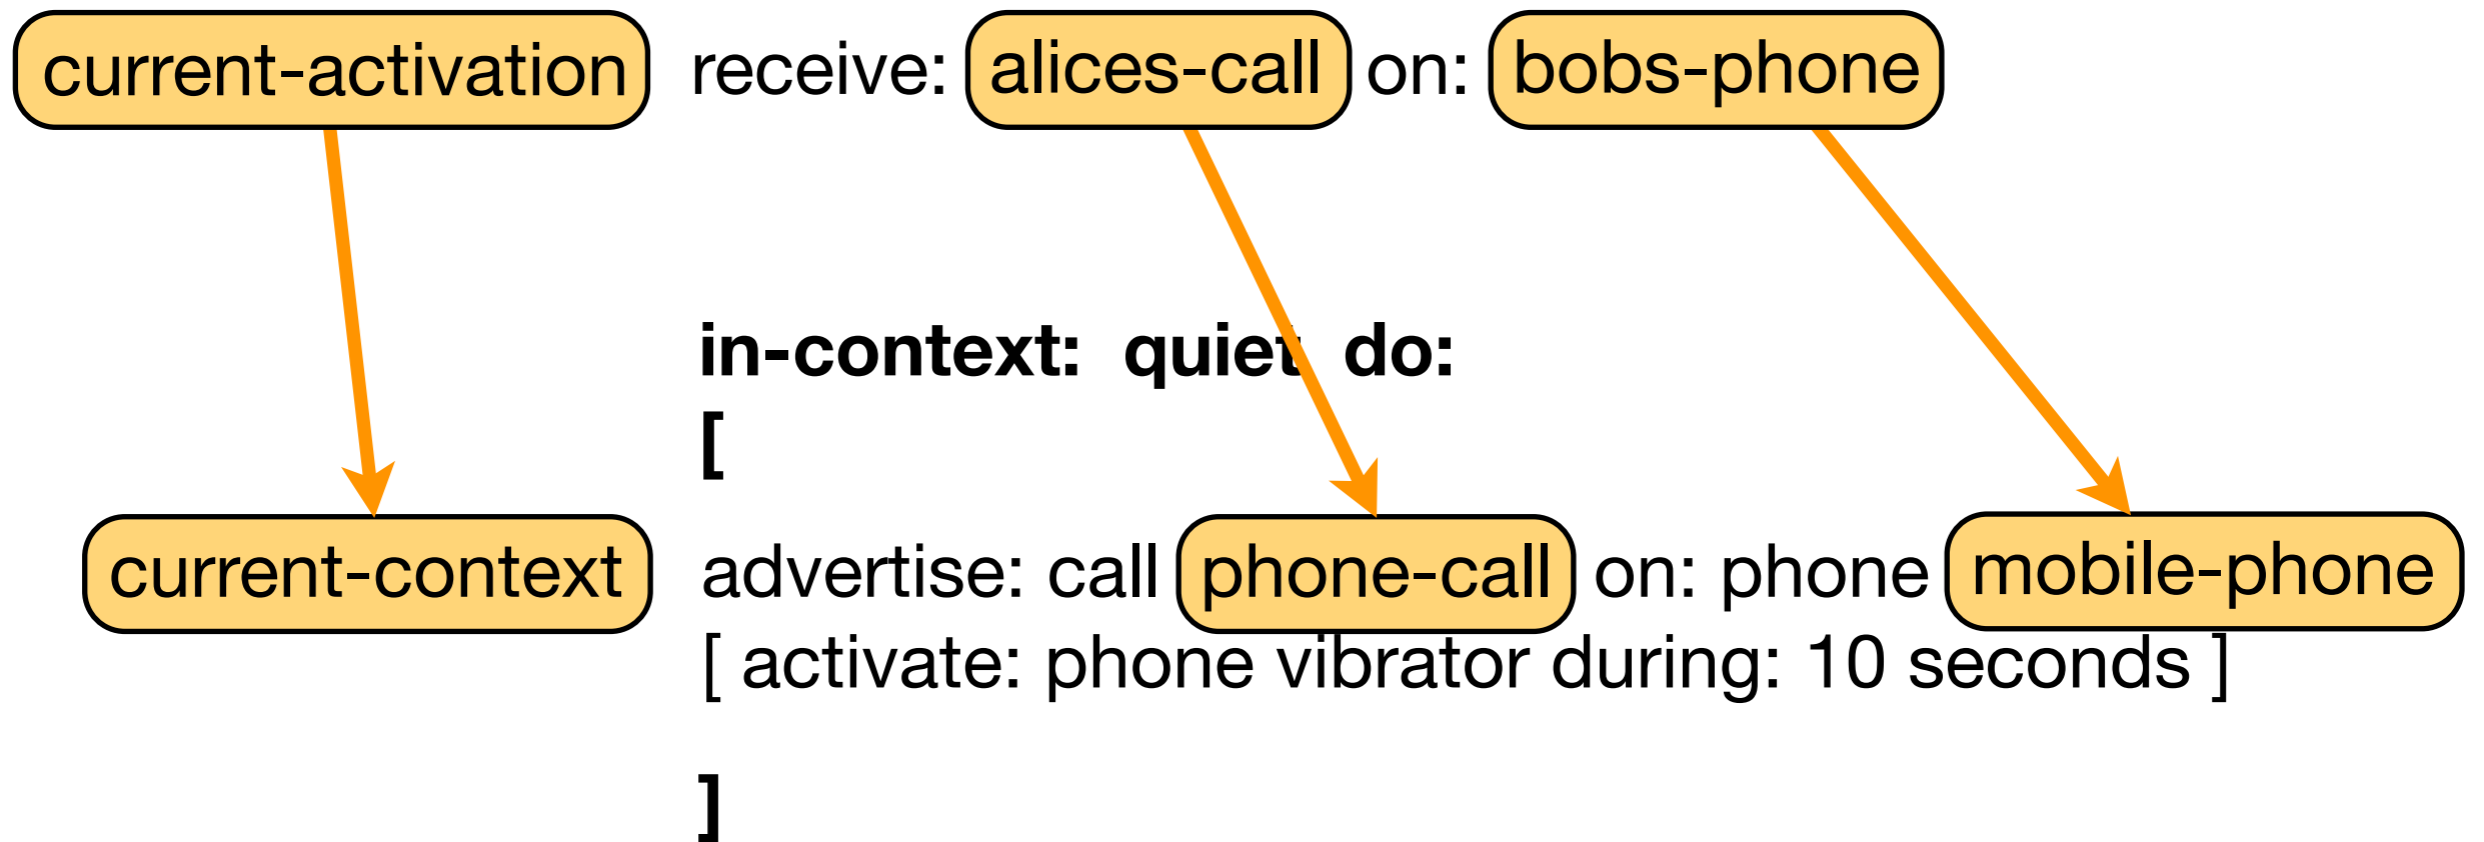 current-activation receive: alices-call on: bobs-phone
in-context: quiet do:
[
current-context advertise: call phone-call on: phone mobile-phone
[ activate: phone vibrator during: 10 seconds ]
]